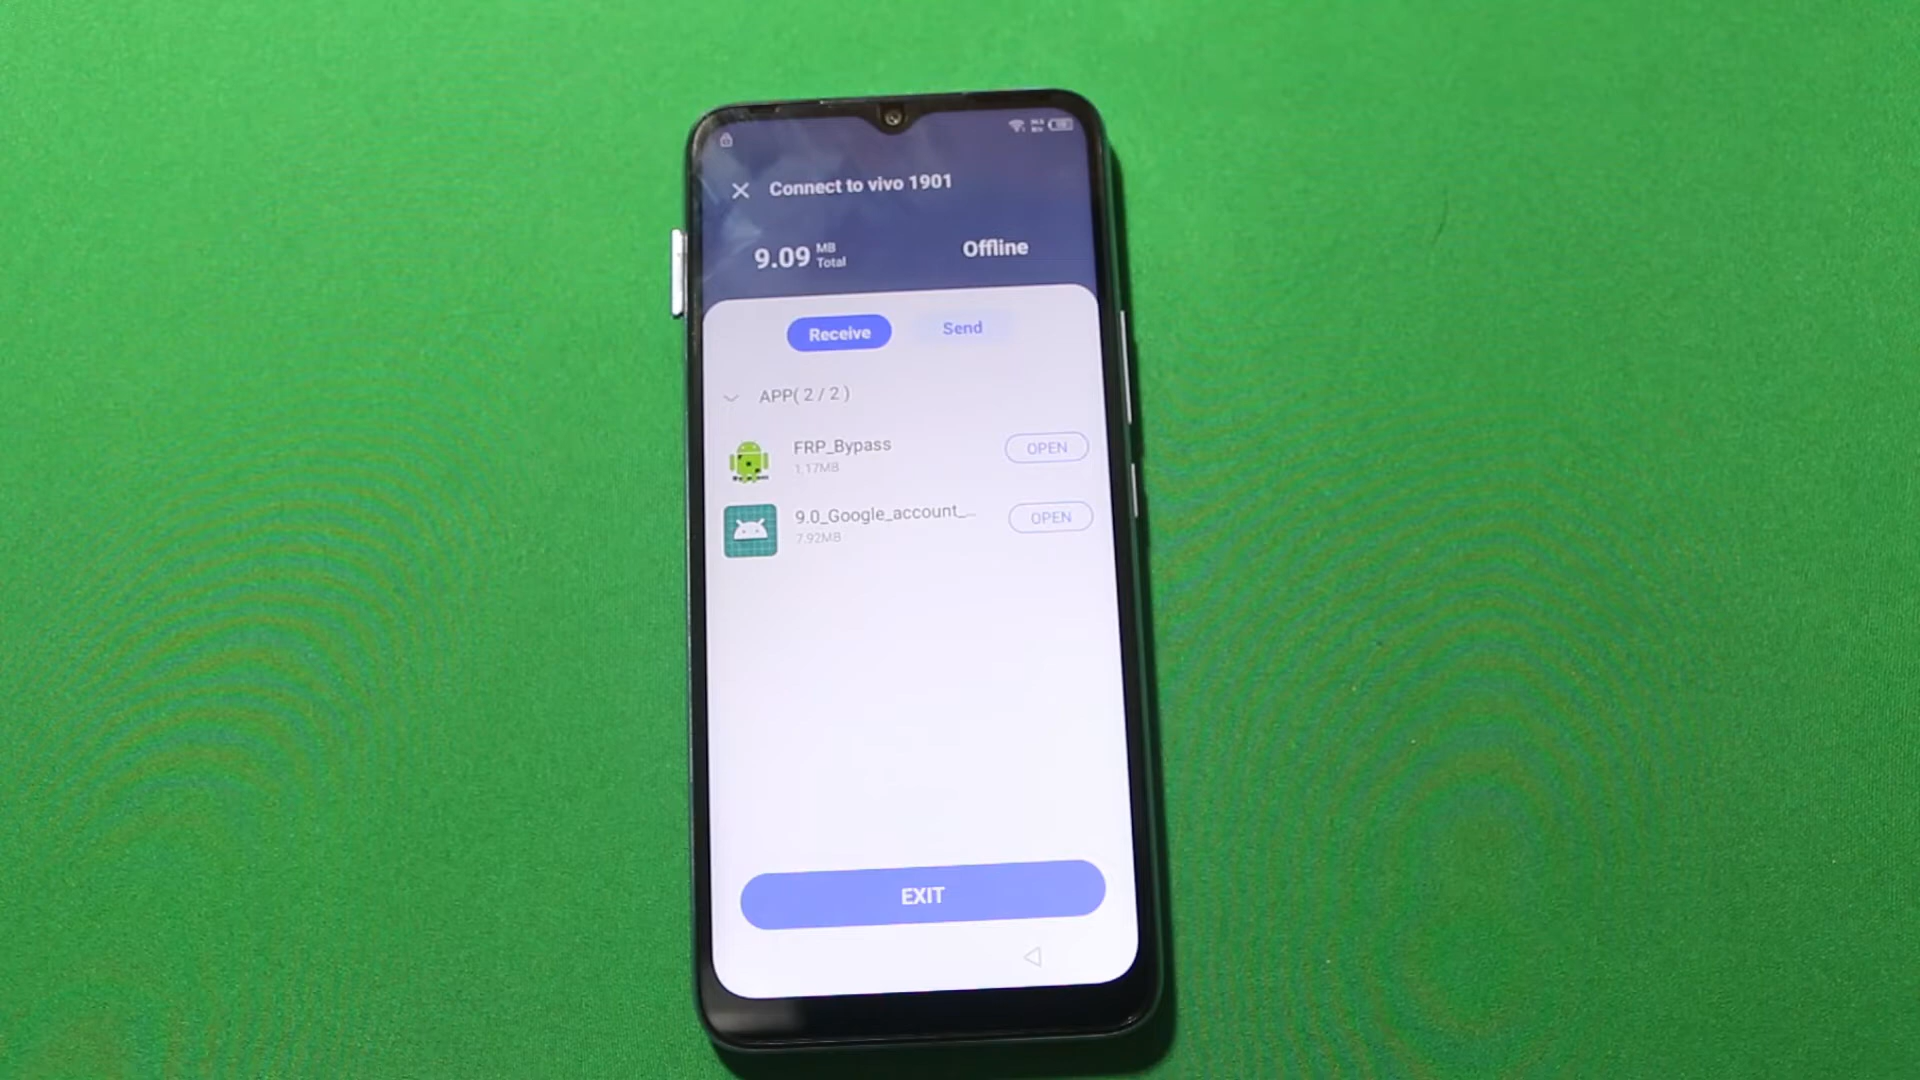 Connect to vivo 1901
9.09 MB Total
Offline
Receive
Send
APP( 2 / 2 )
FRP_Bypass
OPEN
1.17MB
9.0_Google_account_...
OPEN
7.92MB
EXIT